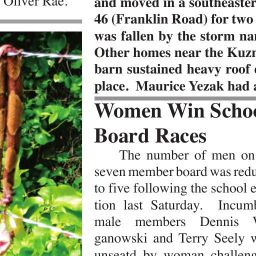 Oliver Rae.
and moved in a southeaster
46 (Franklin Road) for two
was fallen by the storm nar
Other homes near the Kuzn
barn sustained heavy roof
place. Maurice Yezak had a
Women Win Schoo
Board Races
The number of men on
seven member board was redu
to five following the school e
tion last Saturday. Incumb
male members Dennis W
ganowski and Terry Seely w
unseatd by woman challeng